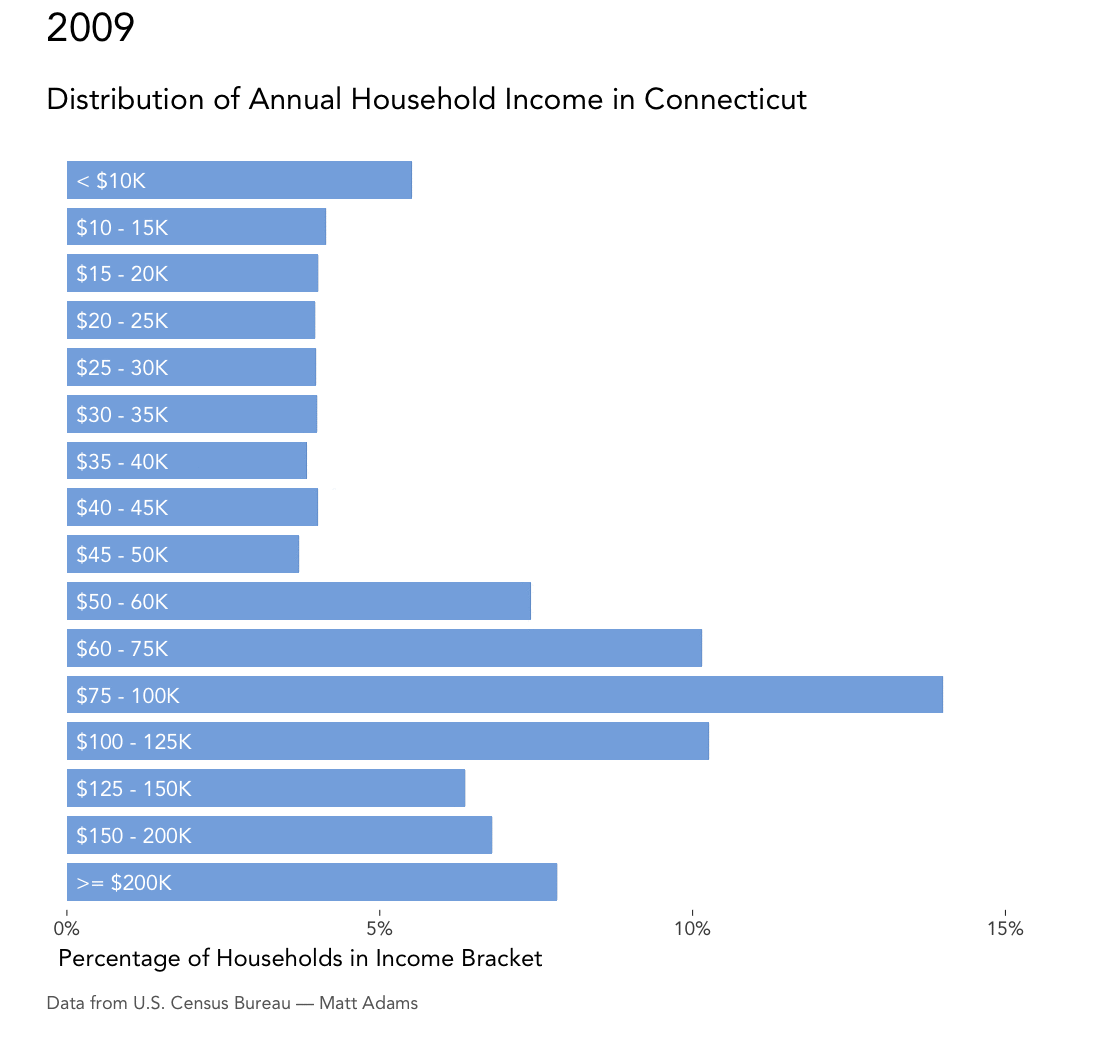 2009
Distribution of Annual Household Income in Connecticut
< $10K
$10 - 15K
$15 - 20K
$20 - 25K
$25 - 30K
$30 - 35K
$35 - 40K
$40 - 45K
$45 - 50K
$50 - 60K
$60 - 75K
$75 - 100K
$100 - 125K
$125 - 150K
$150 - 200K
>= $200K
0% 5% 10% 15%
Percentage of Households in Income Bracket
Data from U.S. Census Bureau — Matt Adams